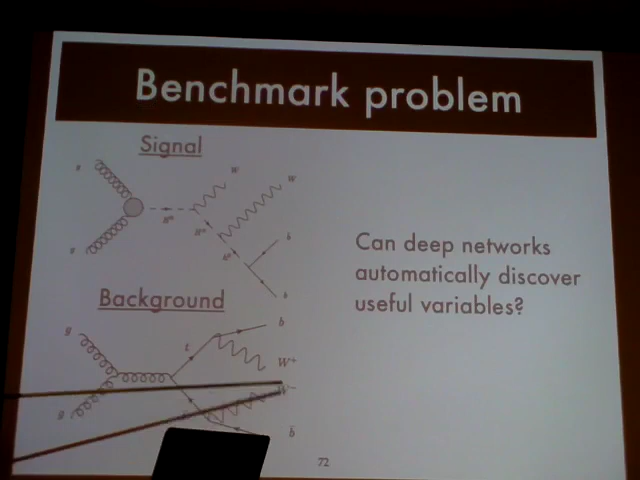 Benchmark problem
Signal
g
W
W
g
b
b
Can deep networks
automatically discover
useful variables?
Background
g
t
b
W+
W−
g
b̄
72